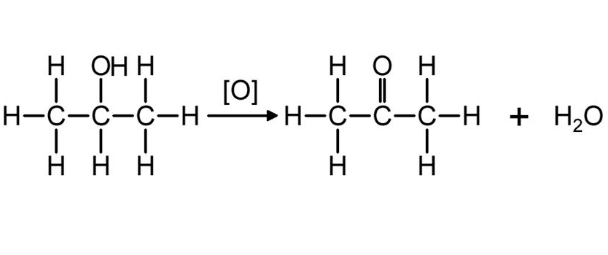 H OH H H O H
[O]
H–C–C–C–H → H–C–C–C–H + H₂O
H H H H H